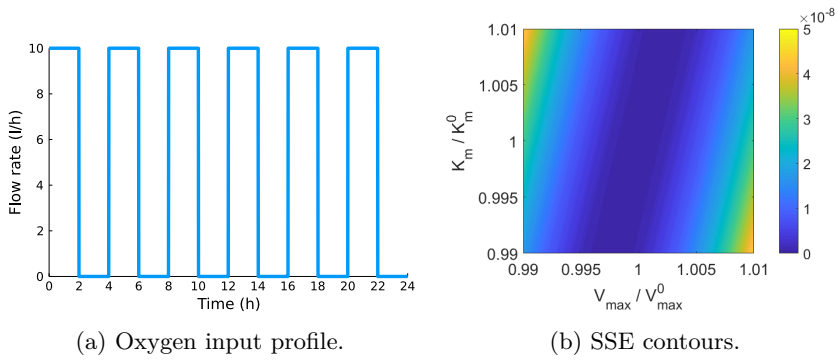 10
8
6
4
2
0
Flow rate (l/h)
0 2 4 6 8 10 12 14 16 18 20 22 24
Time (h)
(a) Oxygen input profile.
1.01
1.005
1
0.995
0.99
K_m / K_m^0
0.99 0.995 1 1.005 1.01
V_max / V_max^0
×10^-8
5
4
3
2
1
0
(b) SSE contours.